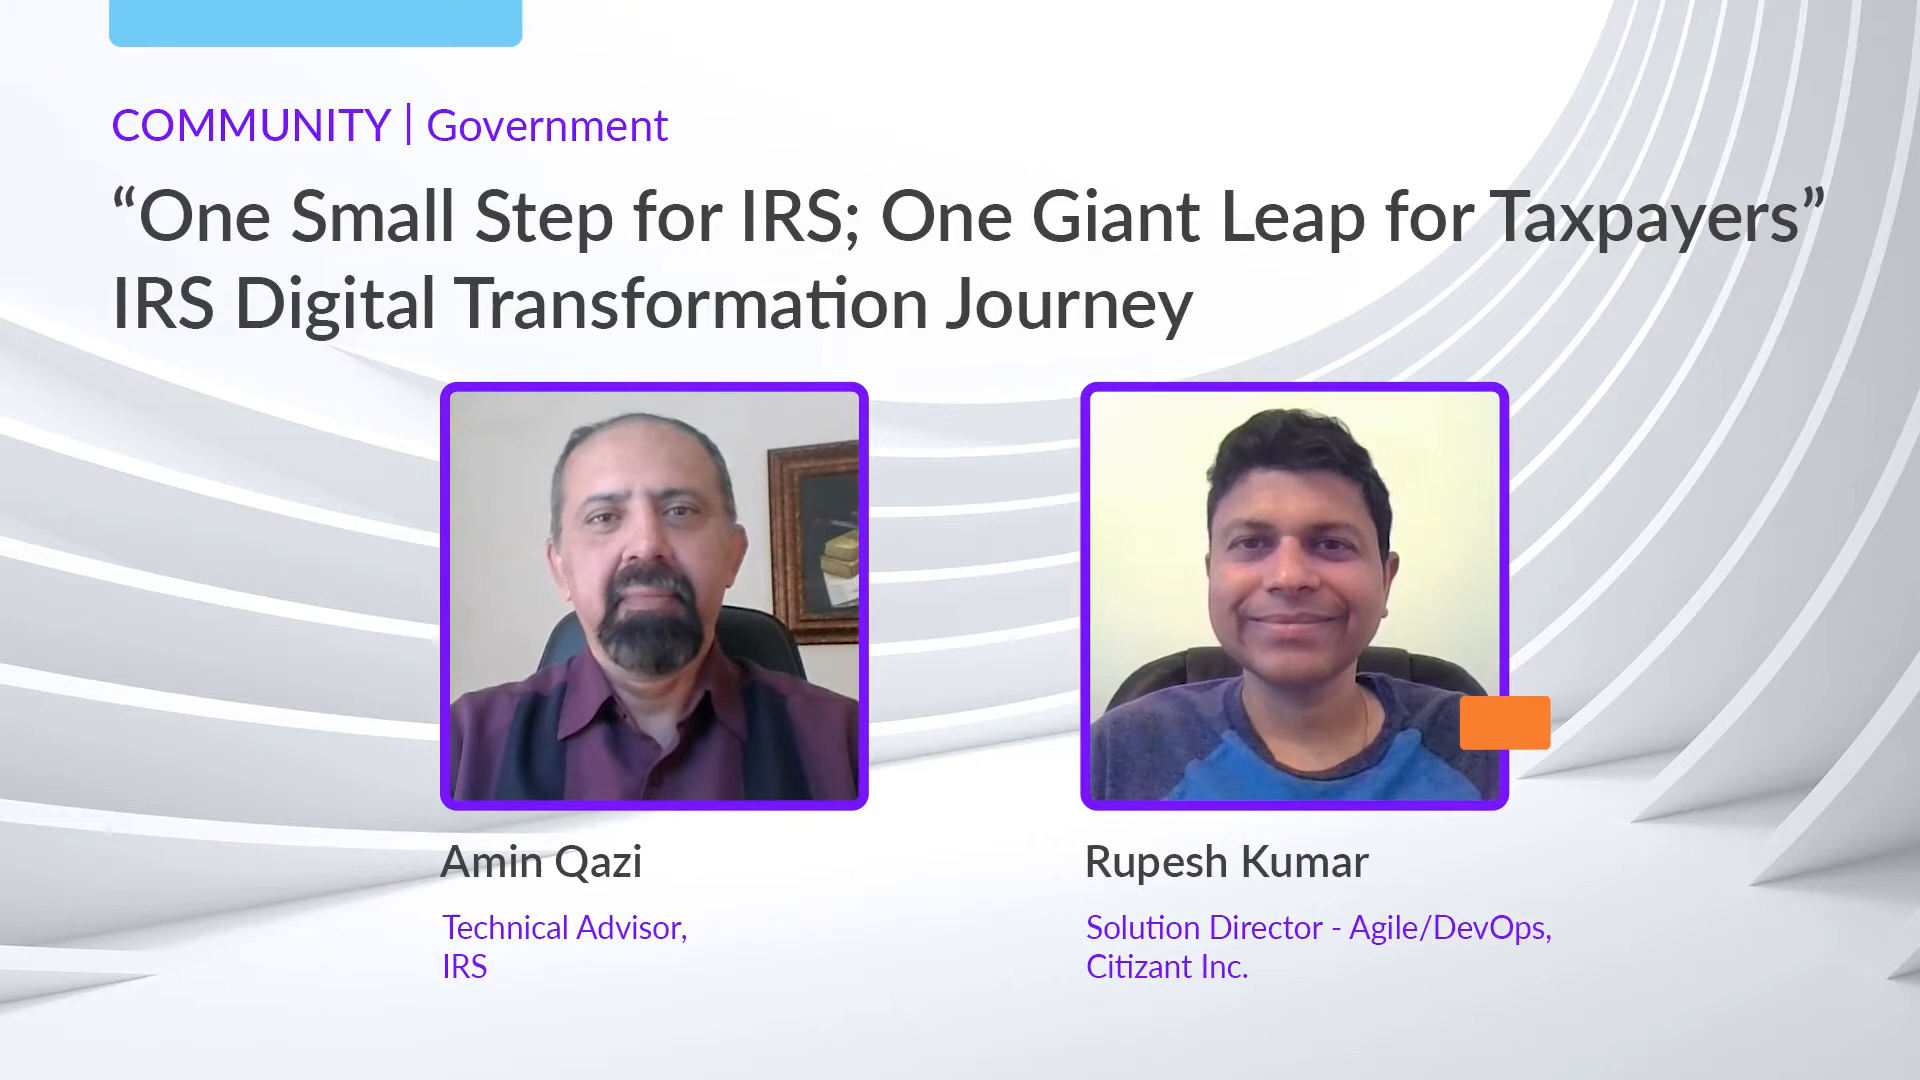 COMMUNITY | Government
“One Small Step for IRS; One Giant Leap for Taxpayers”
IRS Digital Transformation Journey
Amin Qazi
Technical Advisor,
IRS
Rupesh Kumar
Solution Director - Agile/DevOps,
Citizant Inc.